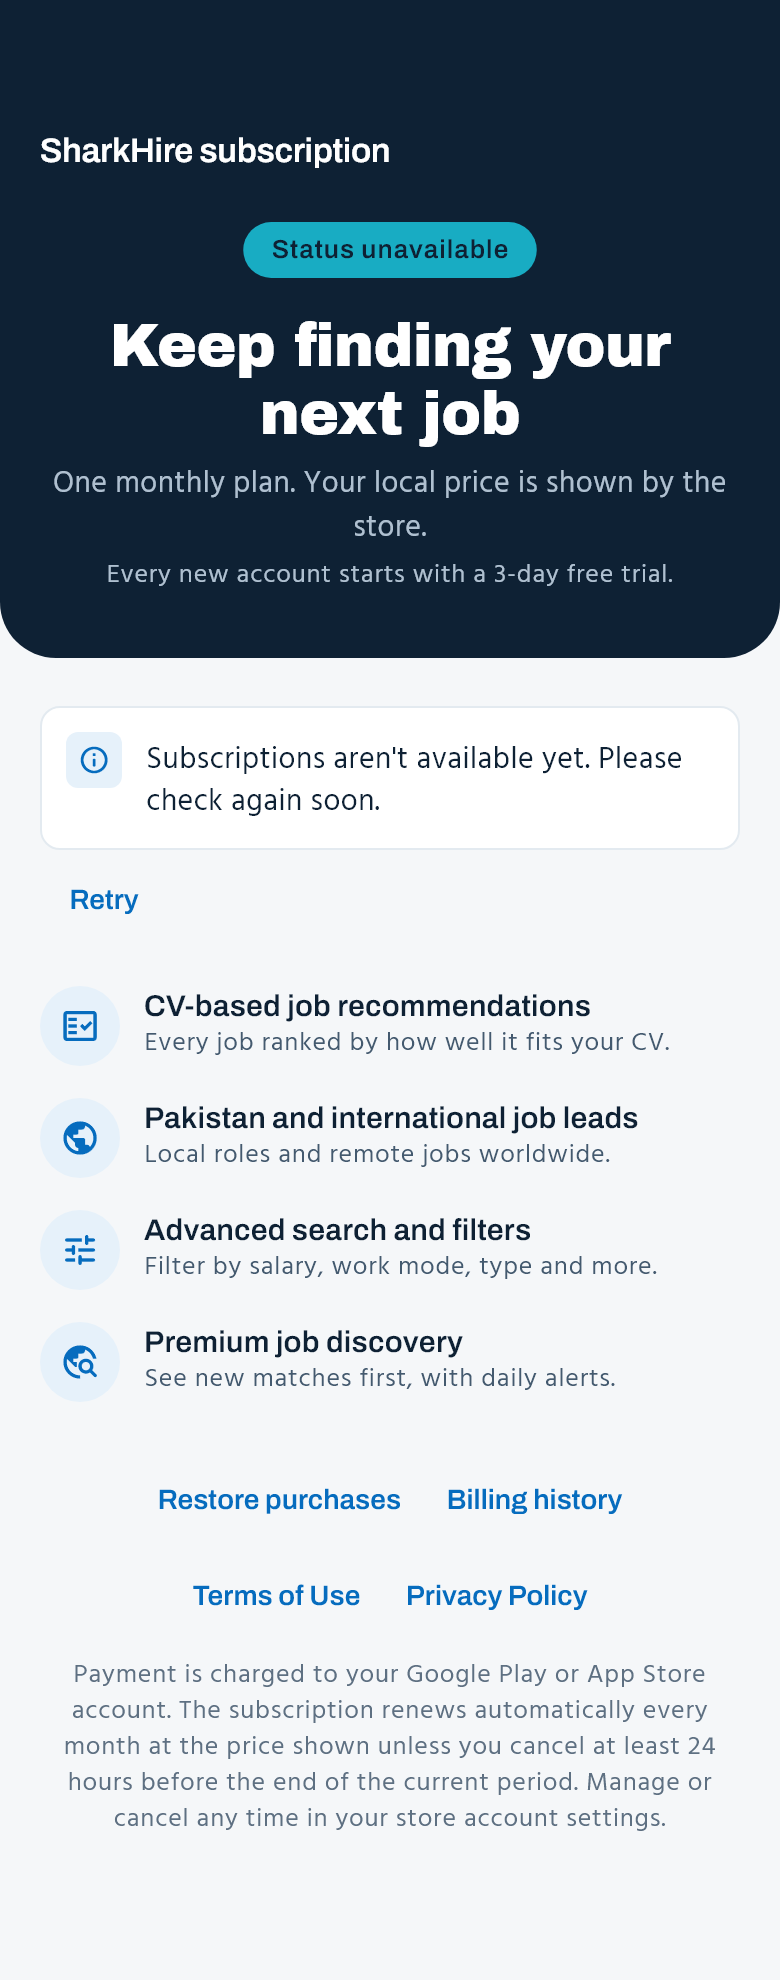 SharkHire subscription
Status unavailable
Keep finding your
next job
One monthly plan. Your local price is shown by the
store.
Every new account starts with a 3-day free trial.
Subscriptions aren't available yet. Please
check again soon.
Retry
CV-based job recommendations
Every job ranked by how well it fits your CV.
Pakistan and international job leads
Local roles and remote jobs worldwide.
Advanced search and filters
Filter by salary, work mode, type and more.
Premium job discovery
See new matches first, with daily alerts.
Restore purchases Billing history
Terms of Use Privacy Policy
Payment is charged to your Google Play or App Store
account. The subscription renews automatically every
month at the price shown unless you cancel at least 24
hours before the end of the current period. Manage or
cancel any time in your store account settings.